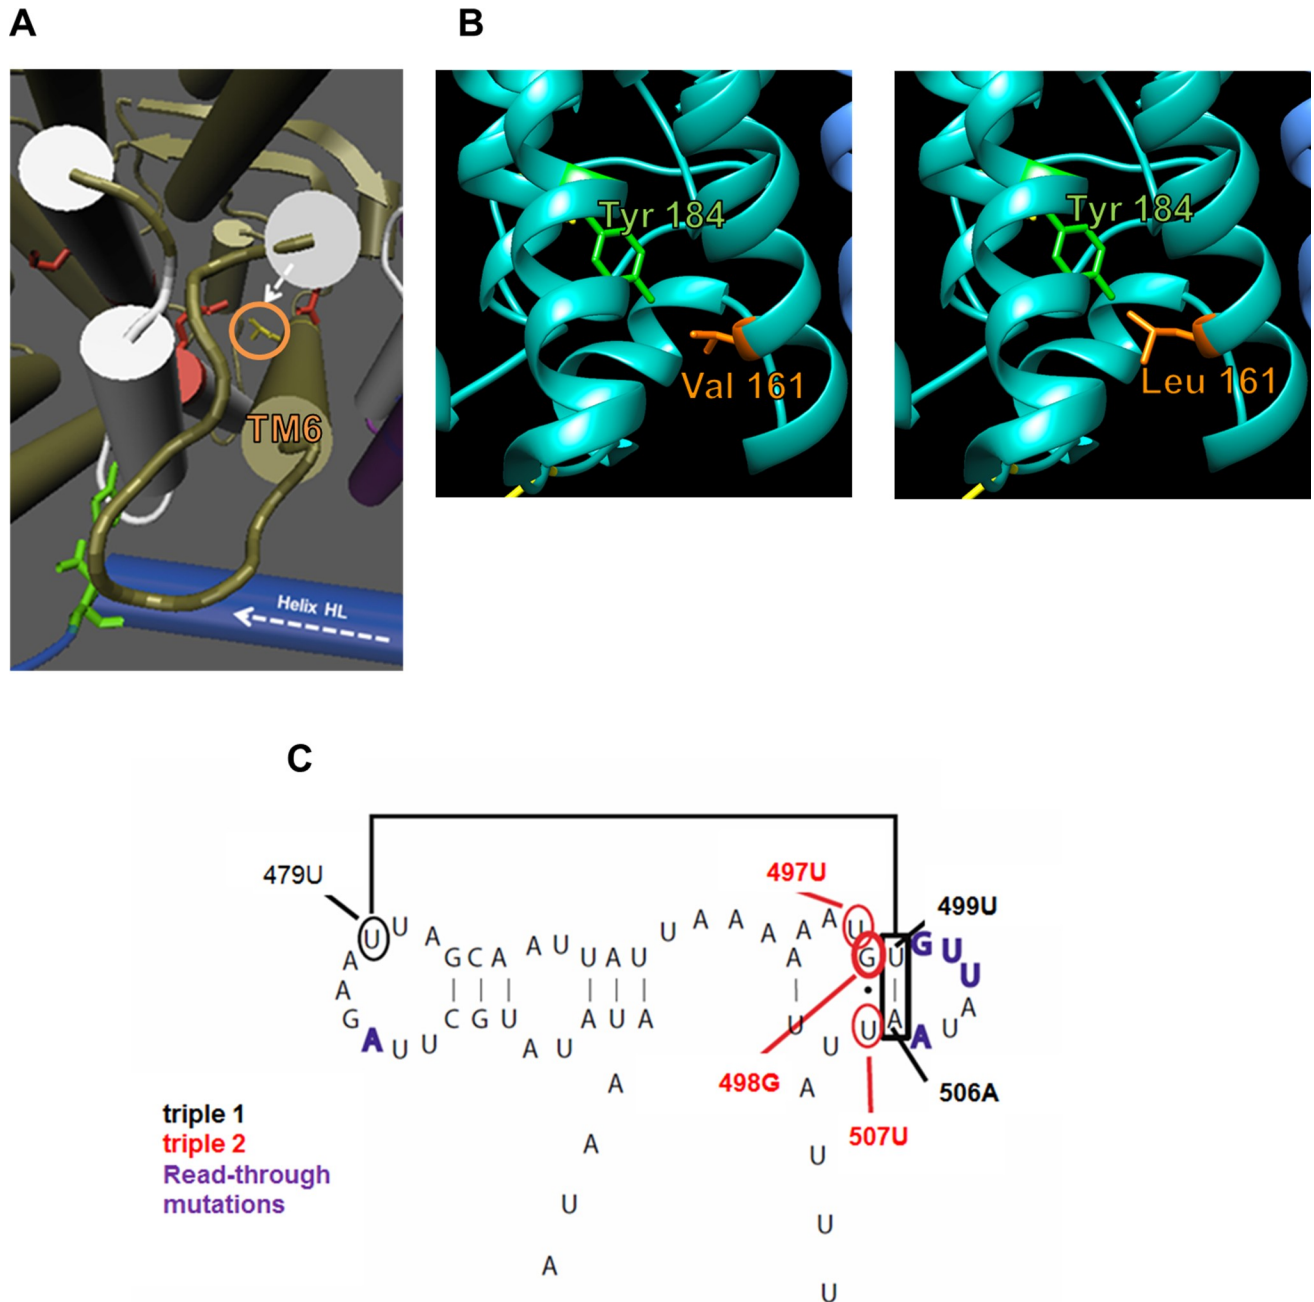 A
B
TM6
Helix HL
Tyr 184
Val 161
Tyr 184
Leu 161
C
479U
497U
499U
498G
506A
507U
U U A G C A A U U U A U U A A A A A U G U G U U U A U A A U U U A U U U
A A G A U U C G U A U A U A A A U A
triple 1
triple 2
Read-through
mutations